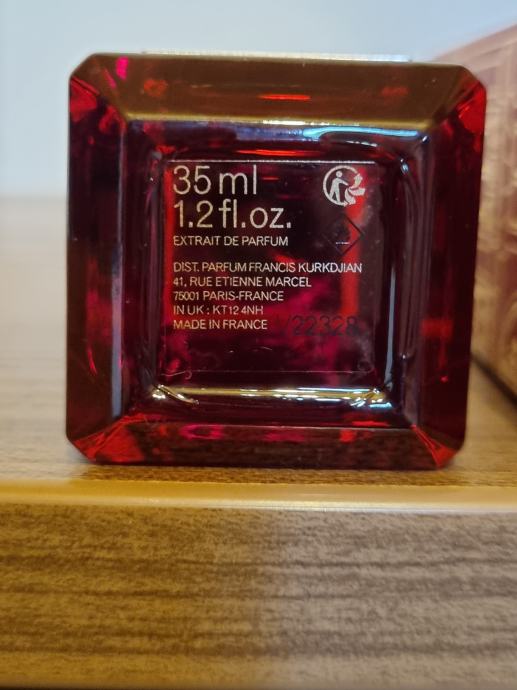 35 ml
1.2 fl.oz.
EXTRAIT DE PARFUM
DIST. PARFUM FRANCIS KURKDJIAN
41, RUE ETIENNE MARCEL
75001 PARIS-FRANCE
IN UK : KT12 4NH
MADE IN FRANCE